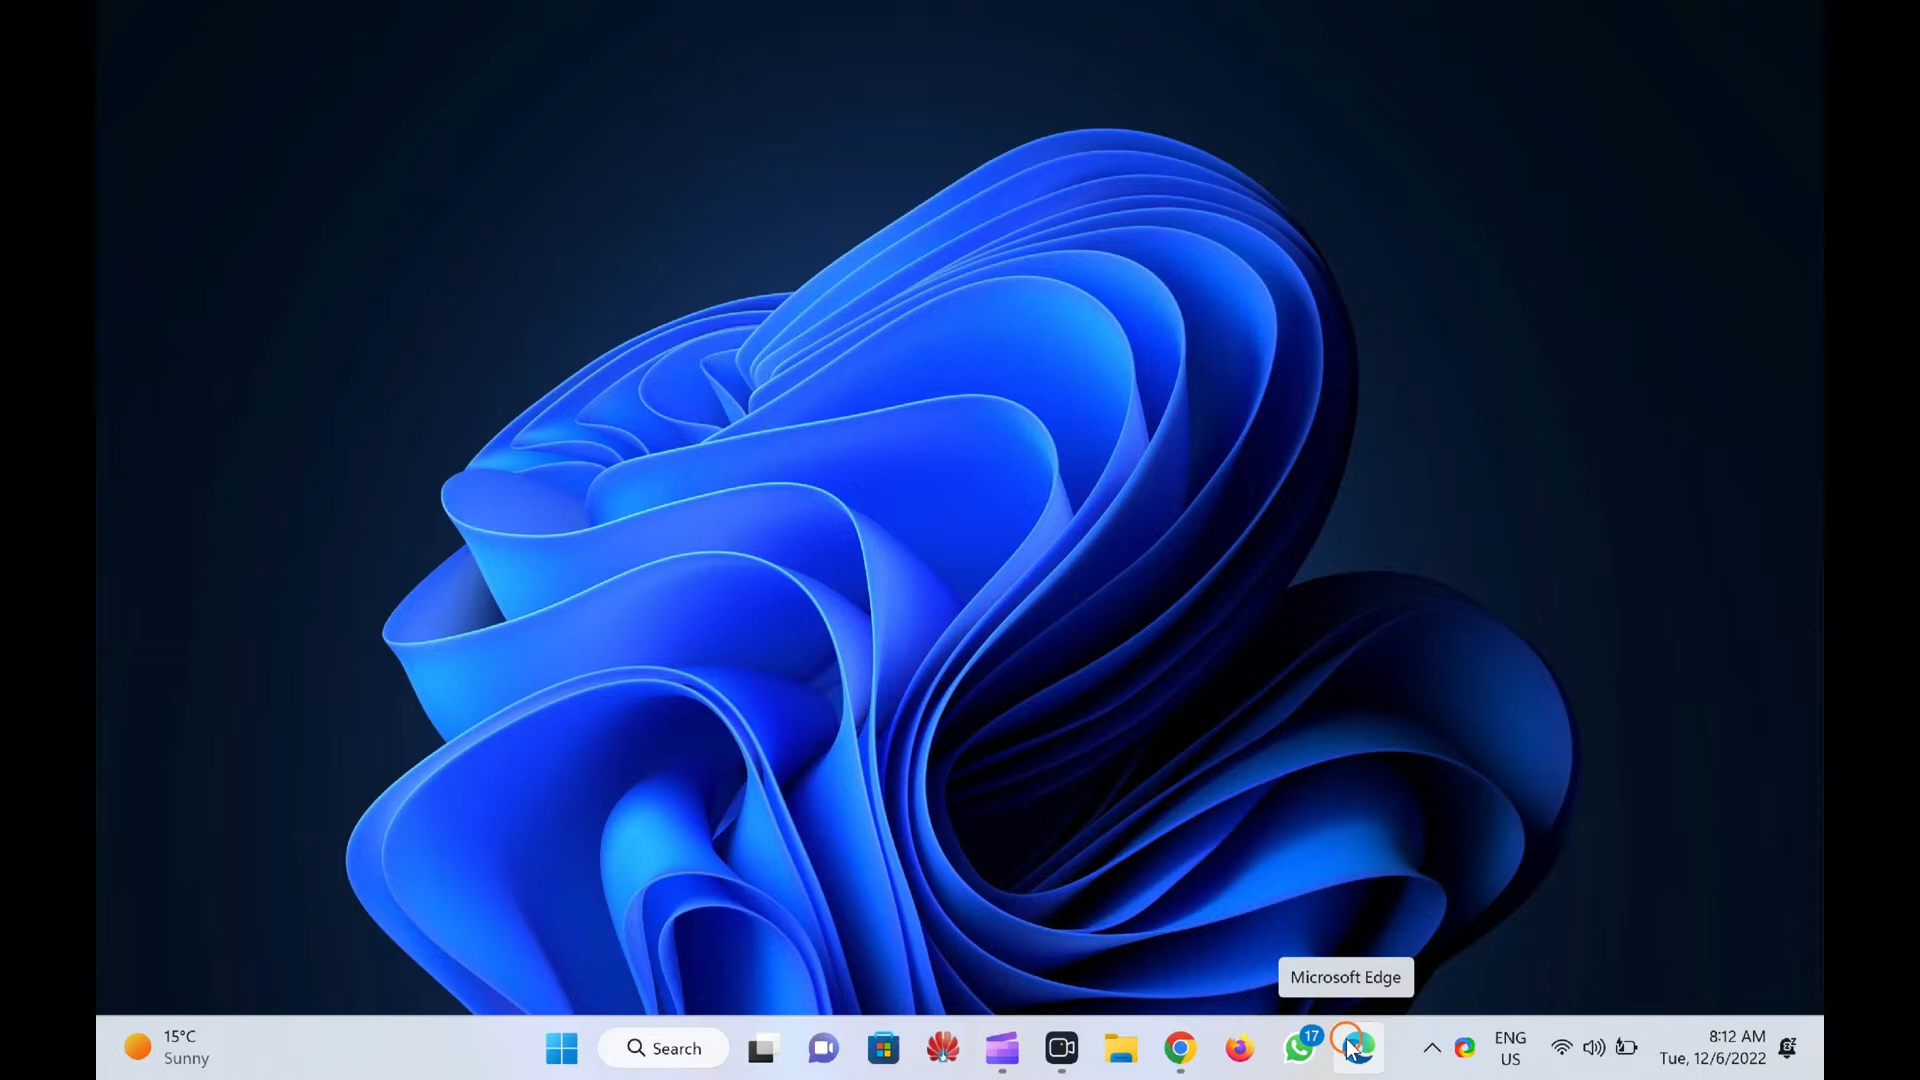 Microsoft Edge
15°C
Sunny
Search
17
ENG
US
8:12 AM
Tue, 12/6/2022